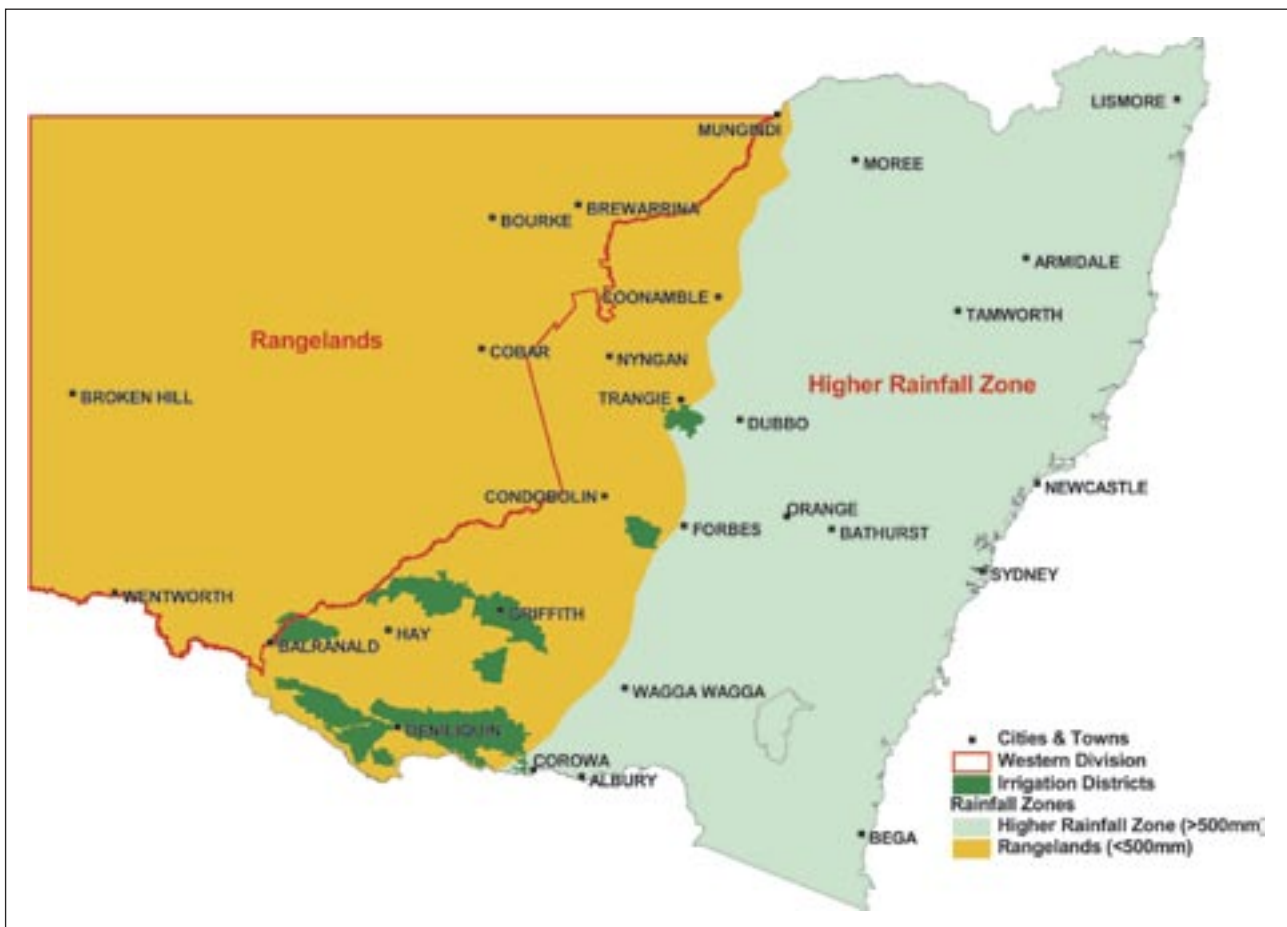 LISMORE
MUNGINDI
MOREE
BREWARRINA
BOURKE
ARMIDALE
COONAMBLE
TAMWORTH
Rangelands
COBAR
NYNGAN
Higher Rainfall Zone
BROKEN HILL
TRANGIE
DUBBO
NEWCASTLE
CONDOBOLIN
ORANGE
FORBES
BATHURST
SYDNEY
WENTWORTH
GRIFFITH
HAY
BALRANALD
WAGGA WAGGA
DENILIQUIN
COROWA
ALBURY
BEGA
Cities & Towns
Western Division
Irrigation Districts
Rainfall Zones
Higher Rainfall Zone (>500mm)
Rangelands (<500mm)